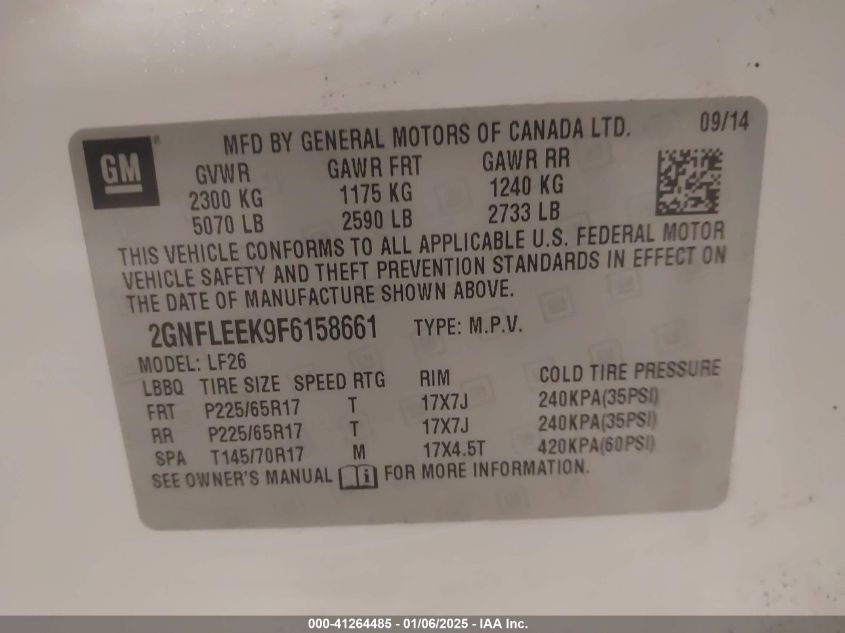 GM
MFD BY GENERAL MOTORS OF CANADA LTD. 09/14
GVWR GAWR FRT GAWR RR
2300 KG 1175 KG 1240 KG
5070 LB 2590 LB 2733 LB
THIS VEHICLE CONFORMS TO ALL APPLICABLE U.S. FEDERAL MOTOR
VEHICLE SAFETY AND THEFT PREVENTION STANDARDS IN EFFECT ON
THE DATE OF MANUFACTURE SHOWN ABOVE.
2GNFLEEK9F6158661 TYPE: M.P.V.
MODEL: LF26
LBBQ TIRE SIZE SPEED RTG RIM COLD TIRE PRESSURE
FRT P225/65R17 T 17X7J 240KPA(35PSI)
RR P225/65R17 T 17X7J 240KPA(35PSI)
SPA T145/70R17 M 17X4.5T 420KPA(60PSI)
SEE OWNER'S MANUAL i FOR MORE INFORMATION.
000-41264485 - 01/06/2025 - IAA Inc.